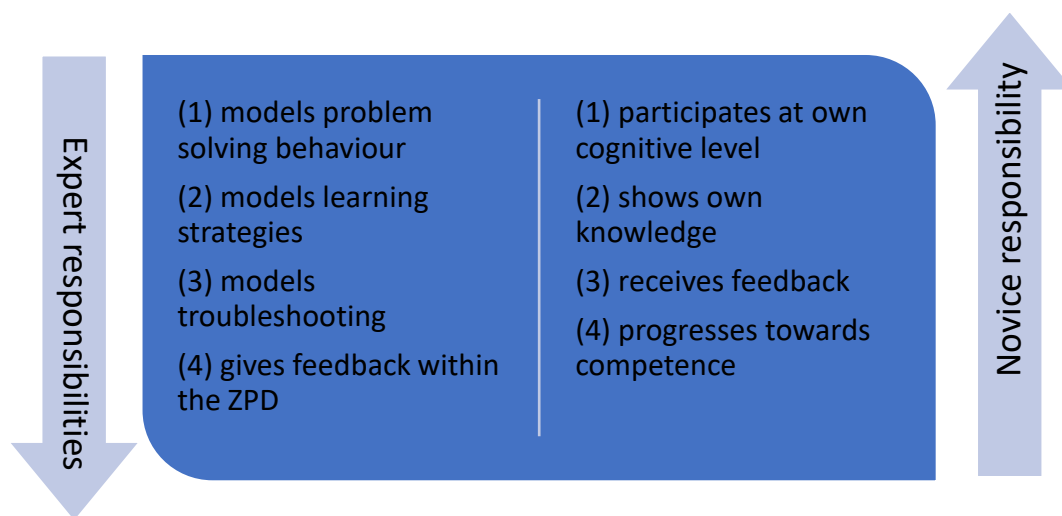 Expert responsibilities
(1) models problem
solving behaviour
(2) models learning
strategies
(3) models
troubleshooting
(4) gives feedback within
the ZPD
(1) participates at own
cognitive level
(2) shows own
knowledge
(3) receives feedback
(4) progresses towards
competence
Novice responsibility